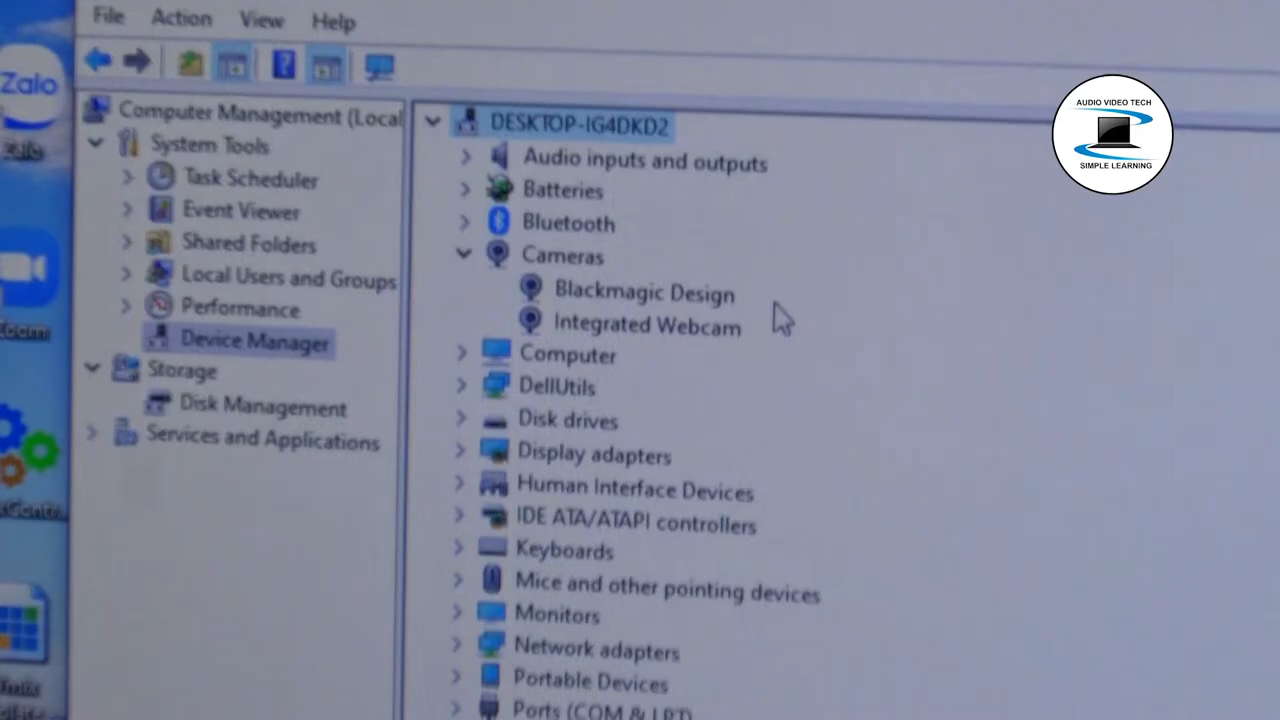 File Action View Help
Zalo
Computer Management (Local
System Tools
Task Scheduler
Event Viewer
Shared Folders
Local Users and Groups
Performance
Device Manager
Storage
Disk Management
Services and Applications
DESKTOP-IG4DKD2
Audio inputs and outputs
Batteries
Bluetooth
Cameras
Blackmagic Design
Integrated Webcam
Computer
DellUtils
Disk drives
Display adapters
Human Interface Devices
IDE ATA/ATAPI controllers
Keyboards
Mice and other pointing devices
Monitors
Network adapters
Portable Devices
Ports (COM & LPT)
AUDIO VIDEO TECH
SIMPLE LEARNING